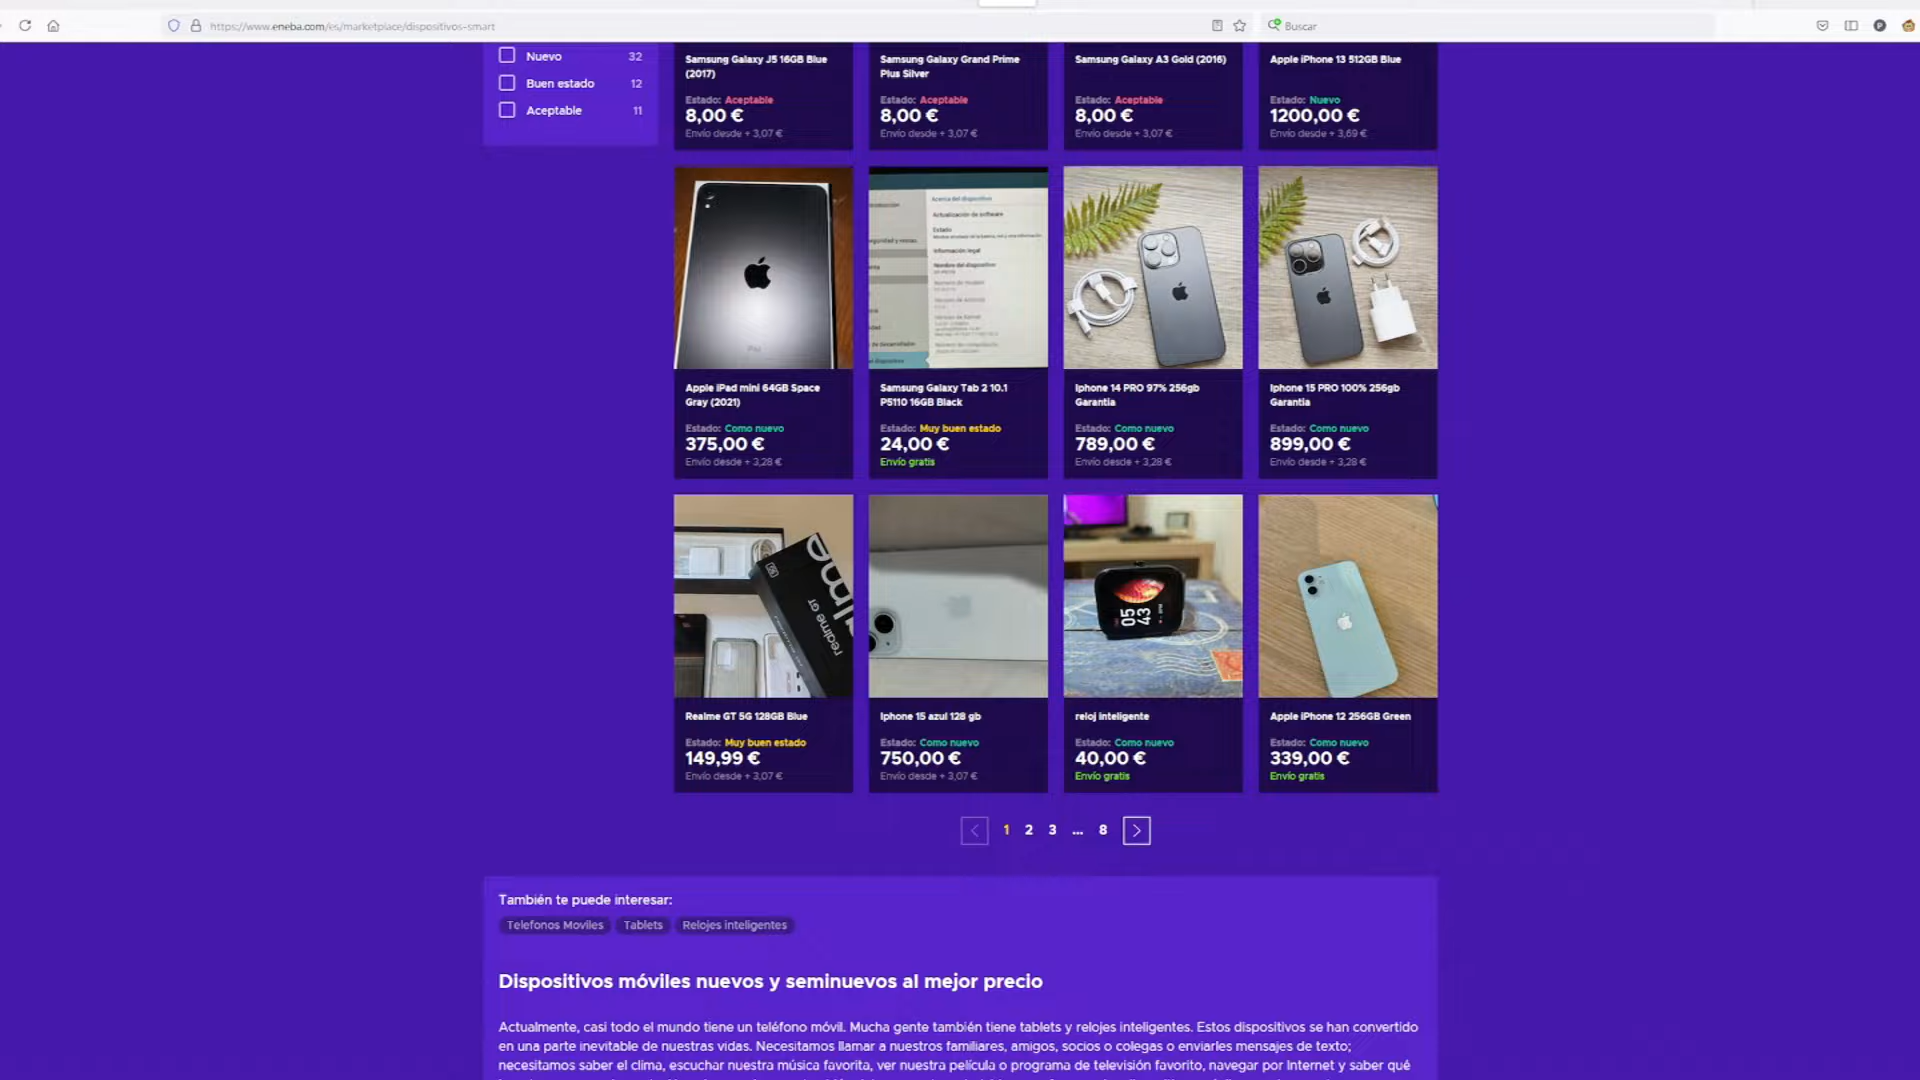 https://www.eneba.com/es/marketplace/dispositivos-smart
Buscar
Nuevo 32
Buen estado 12
Aceptable 11
Samsung Galaxy J5 16GB Blue
(2017)
Estado: Aceptable
8,00 €
Envío desde + 3,07 €
Samsung Galaxy Grand Prime
Plus Silver
Estado: Aceptable
8,00 €
Envío desde + 3,07 €
Samsung Galaxy A3 Gold (2016)
Estado: Aceptable
8,00 €
Envío desde + 3,07 €
Apple iPhone 13 512GB Blue
Estado: Nuevo
1200,00 €
Envío desde + 3,69 €
Acerca del dispositivo
Actualización de software
Estado
Información legal
Apple iPad mini 64GB Space
Gray (2021)
Estado: Como nuevo
375,00 €
Envío desde + 3,28 €
Samsung Galaxy Tab 2 10.1
P5110 16GB Black
Estado: Muy buen estado
24,00 €
Envío gratis
Iphone 14 PRO 97% 256gb
Garantia
Estado: Como nuevo
789,00 €
Envío desde + 3,28 €
Iphone 15 PRO 100% 256gb
Garantia
Estado: Como nuevo
899,00 €
Envío desde + 3,28 €
realme GT
05
43
Realme GT 5G 128GB Blue
Estado: Muy buen estado
149,99 €
Envío desde + 3,07 €
Iphone 15 azul 128 gb
Estado: Como nuevo
750,00 €
Envío desde + 3,07 €
reloj inteligente
Estado: Como nuevo
40,00 €
Envío gratis
Apple iPhone 12 256GB Green
Estado: Como nuevo
339,00 €
Envío gratis
1 2 3 ... 8
También te puede interesar:
Telefonos Moviles Tablets Relojes inteligentes
Dispositivos móviles nuevos y seminuevos al mejor precio
Actualmente, casi todo el mundo tiene un teléfono móvil. Mucha gente también tiene tablets y relojes inteligentes. Estos dispositivos se han convertido
en una parte inevitable de nuestras vidas. Necesitamos llamar a nuestros familiares, amigos, socios o colegas o enviarles mensajes de texto;
necesitamos saber el clima, escuchar nuestra música favorita, ver nuestra película o programa de televisión favorito, navegar por Internet y saber qué